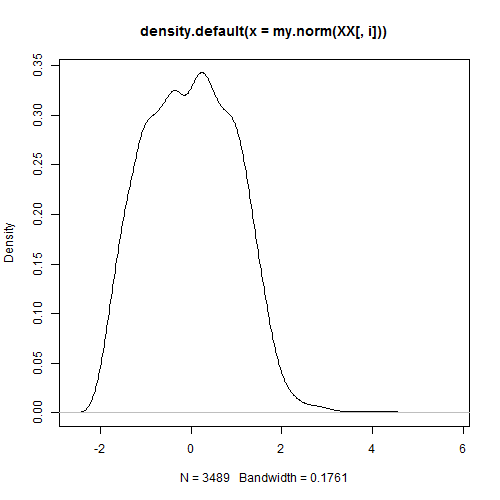 density.default(x = my.norm(XX[, i]))
Density
0.35
0.30
0.25
0.20
0.15
0.10
0.05
0.00
-2 0 2 4 6
N = 3489 Bandwidth = 0.1761